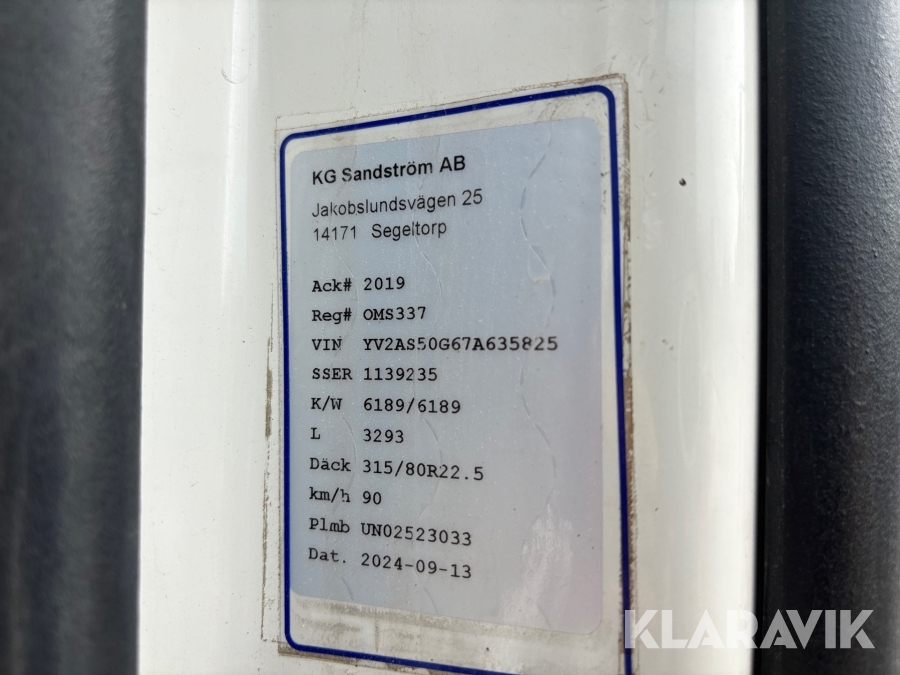 KG Sandström AB
Jakobslundsvägen 25
14171 Segeltorp
Ack# 2019
Reg# OMS337
VIN YV2AS50G67A635825
SSER 1139235
K/W 6189/6189
L 3293
Däck 315/80R22.5
km/h 90
Plmb UN02523033
Dat. 2024-09-13
KLARAVIK